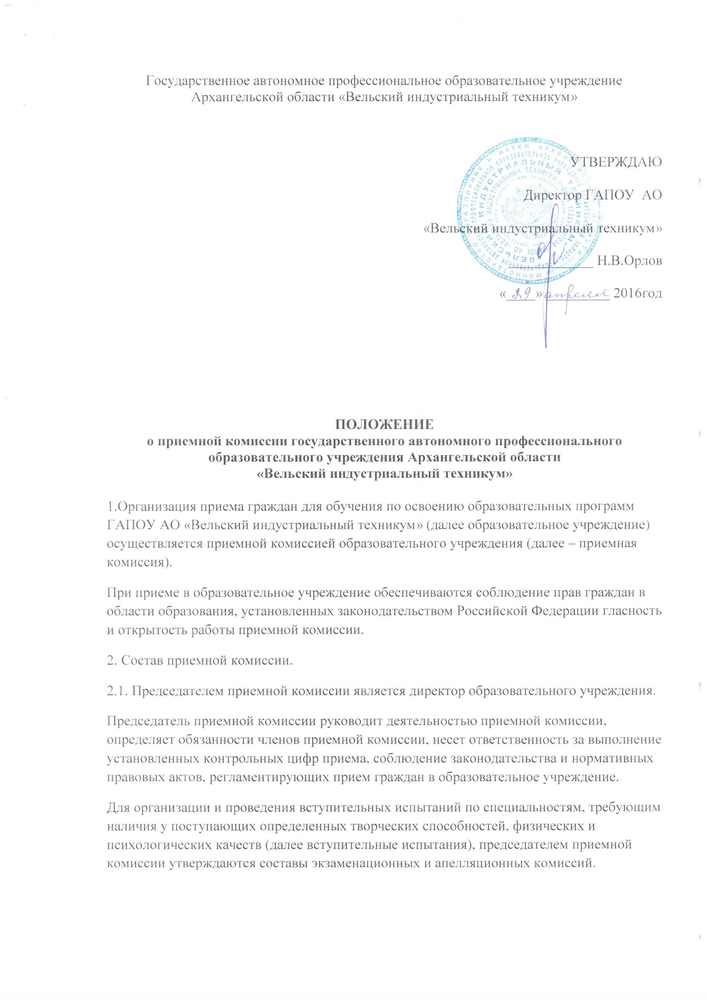 Государственное автономное профессиональное образовательное учреждение
Архангельской области «Вельский индустриальный техникум»
УТВЕРЖДАЮ
Директор ГАПОУ АО
«Вельский индустриальный техникум»
____________ Н.В.Орлов
«29» апреля 2016год
ПОЛОЖЕНИЕ
о приемной комиссии государственного автономного профессионального
образовательного учреждения Архангельской области
«Вельский индустриальный техникум»
1.Организация приема граждан для обучения по освоению образовательных программ
ГАПОУ АО «Вельский индустриальный техникум» (далее образовательное учреждение)
осуществляется приемной комиссией образовательного учреждения (далее – приемная
комиссия).
При приеме в образовательное учреждение обеспечиваются соблюдение прав граждан в
области образования, установленных законодательством Российской Федерации гласность
и открытость работы приемной комиссии.
2. Состав приемной комиссии.
2.1. Председателем приемной комиссии является директор образовательного учреждения.
Председатель приемной комиссии руководит деятельностью приемной комиссии,
определяет обязанности членов приемной комиссии, несет ответственность за выполнение
установленных контрольных цифр приема, соблюдение законодательства и нормативных
правовых актов, регламентирующих прием граждан в образовательное учреждение.
Для организации и проведения вступительных испытаний по специальностям, требующим
наличия у поступающих определенных творческих способностей, физических и
психологических качеств (далее вступительные испытания), председателем приемной
комиссии утверждаются составы экзаменационных и апелляционных комиссий.